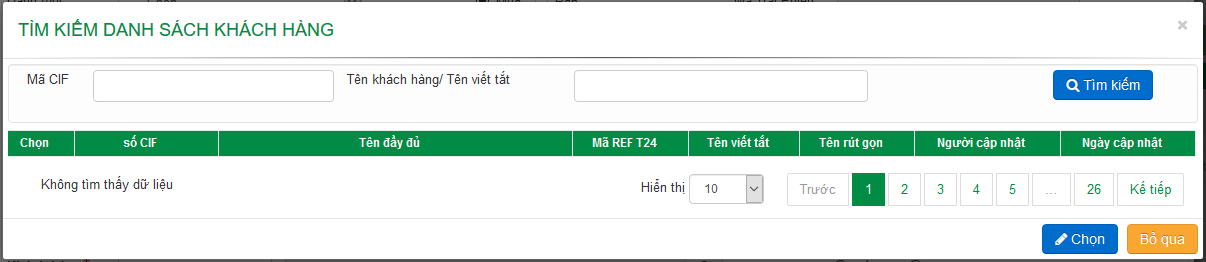 TÌM KIẾM DANH SÁCH KHÁCH HÀNG ×
Mã CIF Tên khách hàng/ Tên viết tắt Tìm kiếm
Chọn số CIF Tên đầy đủ Mã REF T24 Tên viết tắt Tên rút gọn Người cập nhật Ngày cập nhật
Không tìm thấy dữ liệu Hiển thị 10 Trước 1 2 3 4 5 ... 26 Kế tiếp
Chọn Bỏ qua